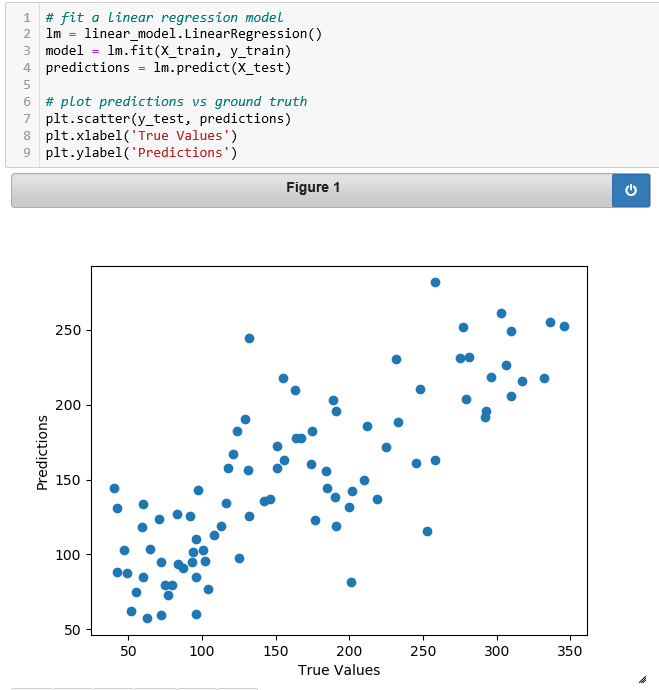 1 # fit a linear regression model
2 lm = linear_model.LinearRegression()
3 model = lm.fit(X_train, y_train)
4 predictions = lm.predict(X_test)
5
6 # plot predictions vs ground truth
7 plt.scatter(y_test, predictions)
8 plt.xlabel('True Values')
9 plt.ylabel('Predictions')
Figure 1
Predictions
250
200
150
100
50
50 100 150 200 250 300 350
True Values